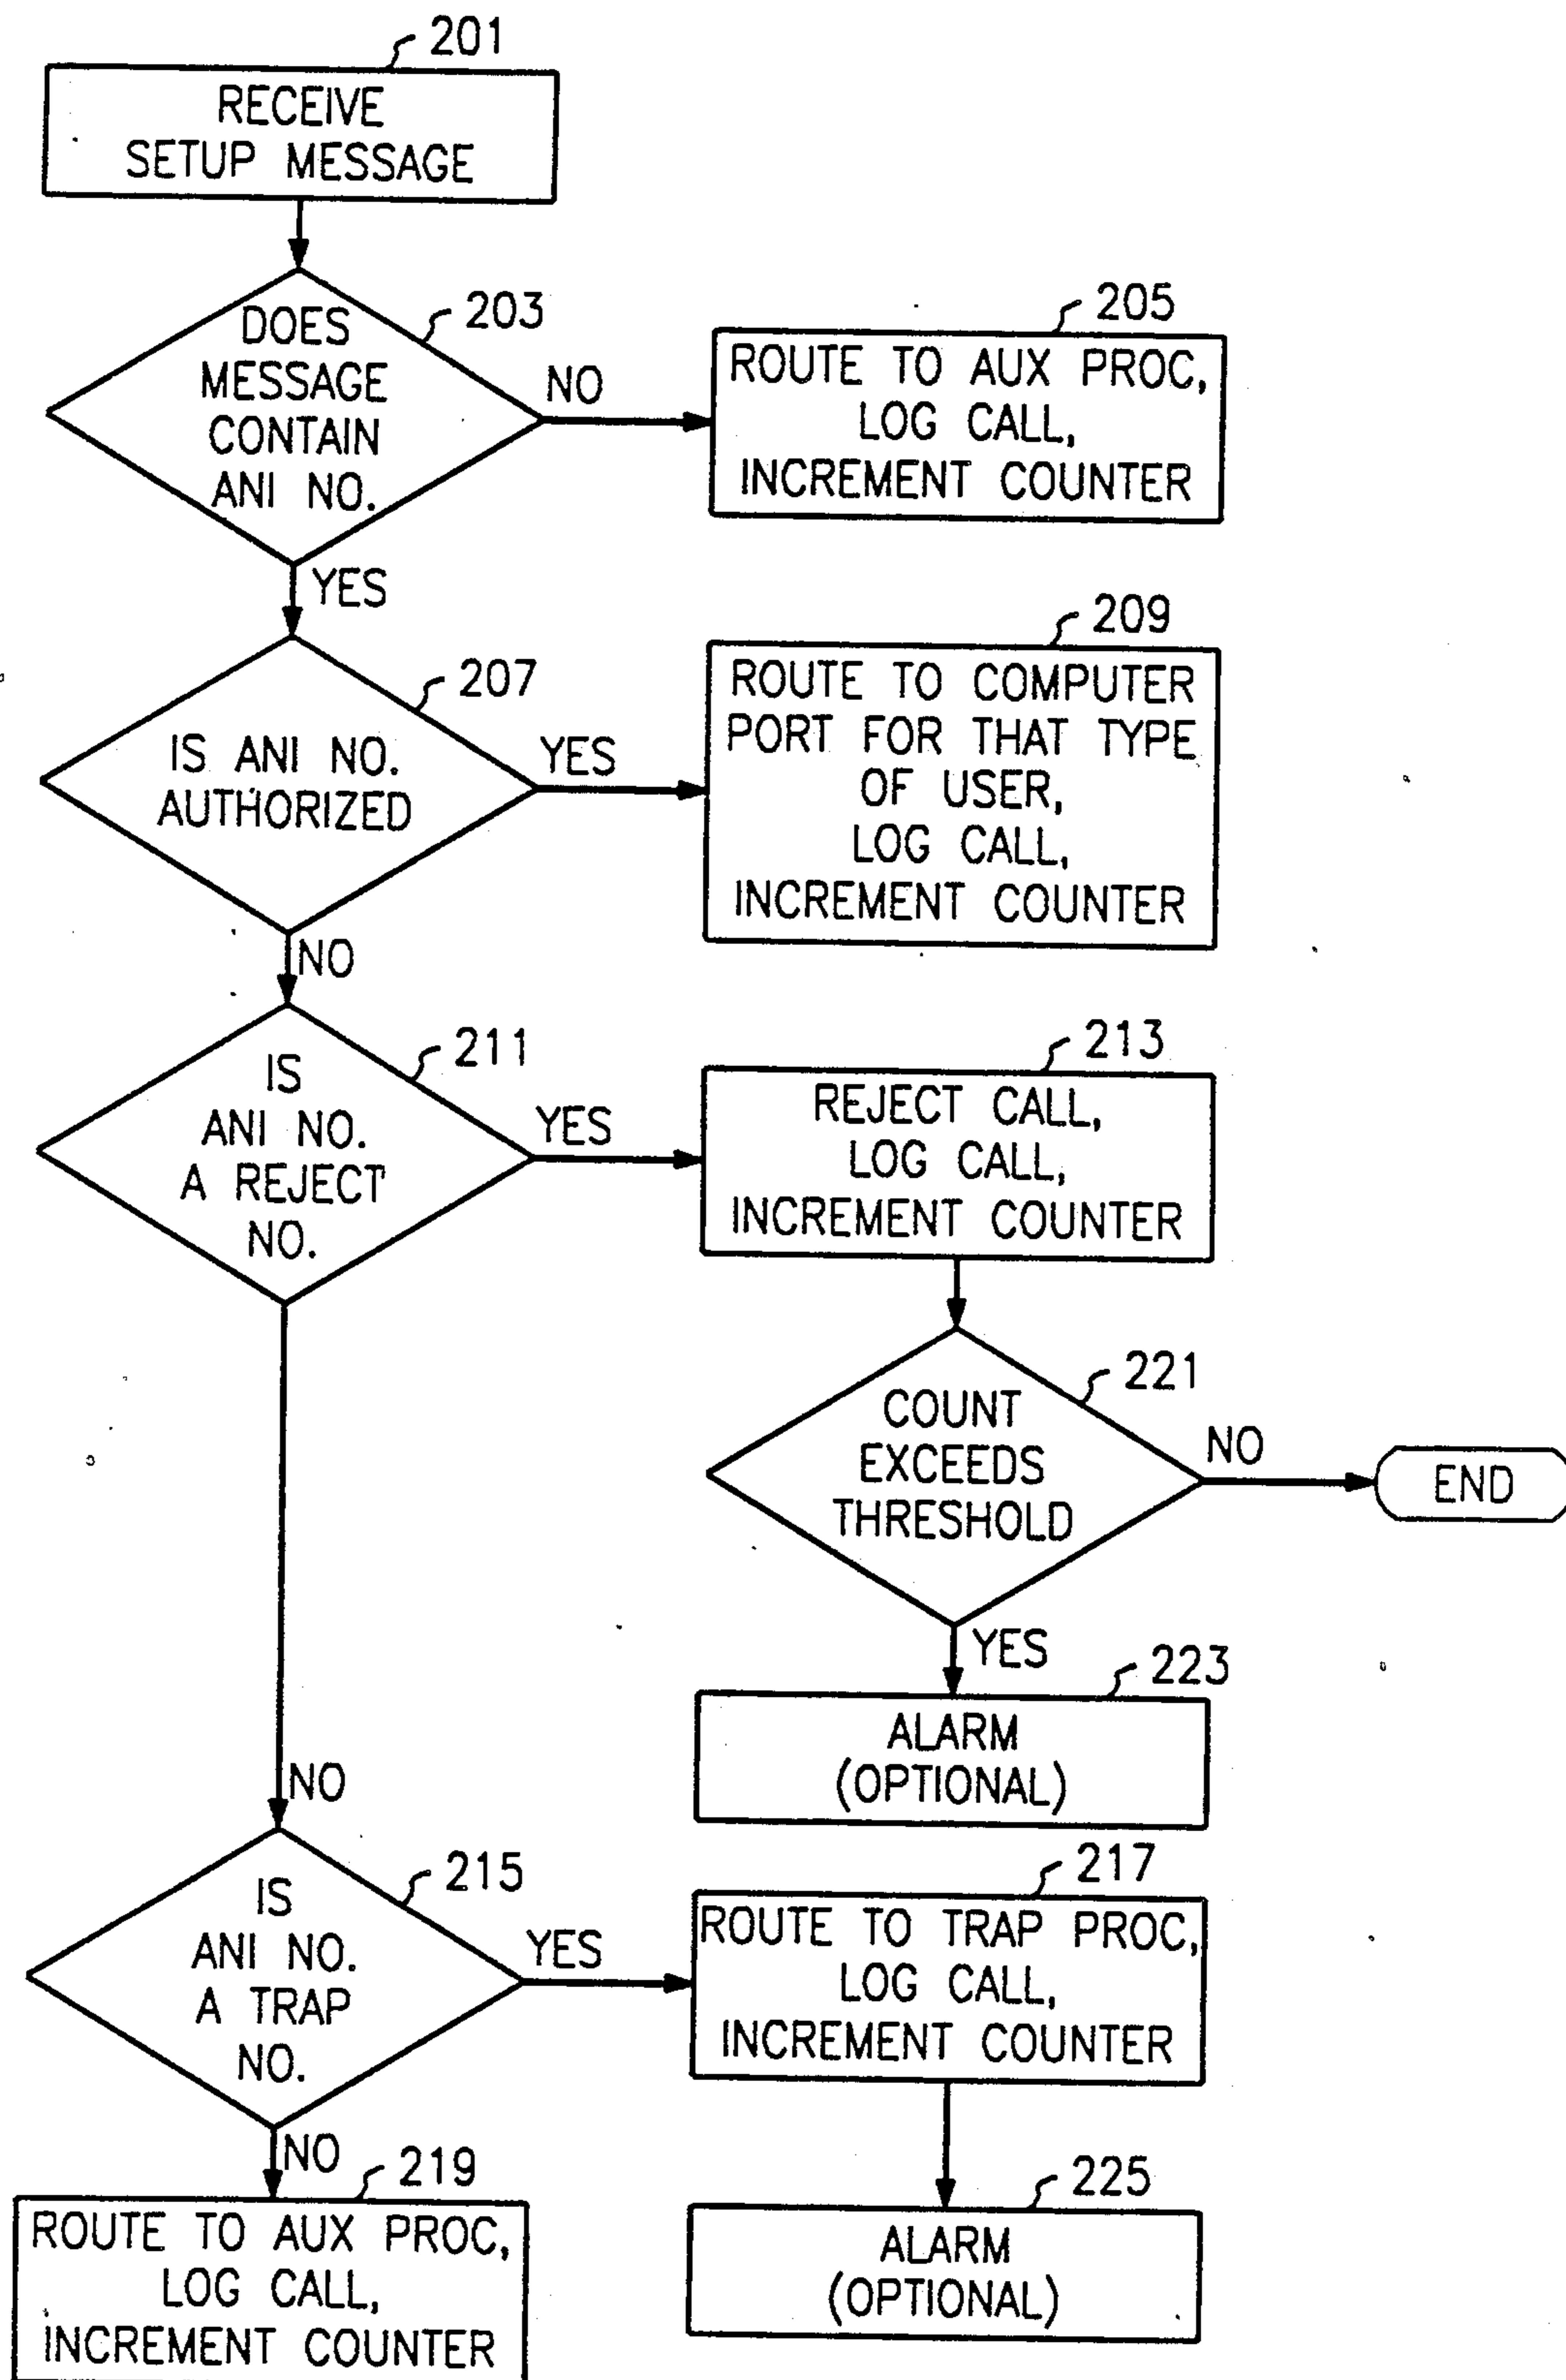 201
RECEIVE
SETUP MESSAGE
203
DOES
MESSAGE
CONTAIN
ANI NO.
NO
205
ROUTE TO AUX PROC,
LOG CALL,
INCREMENT COUNTER
YES
207
IS ANI NO.
AUTHORIZED
YES
209
ROUTE TO COMPUTER
PORT FOR THAT TYPE
OF USER,
LOG CALL,
INCREMENT COUNTER
NO
211
IS
ANI NO.
A REJECT
NO.
YES
213
REJECT CALL,
LOG CALL,
INCREMENT COUNTER
221
COUNT
EXCEEDS
THRESHOLD
NO
END
YES
223
ALARM
(OPTIONAL)
NO
215
IS
ANI NO.
A TRAP
NO.
YES
217
ROUTE TO TRAP PROC,
LOG CALL,
INCREMENT COUNTER
NO
219
ROUTE TO AUX PROC,
LOG CALL,
INCREMENT COUNTER
225
ALARM
(OPTIONAL)